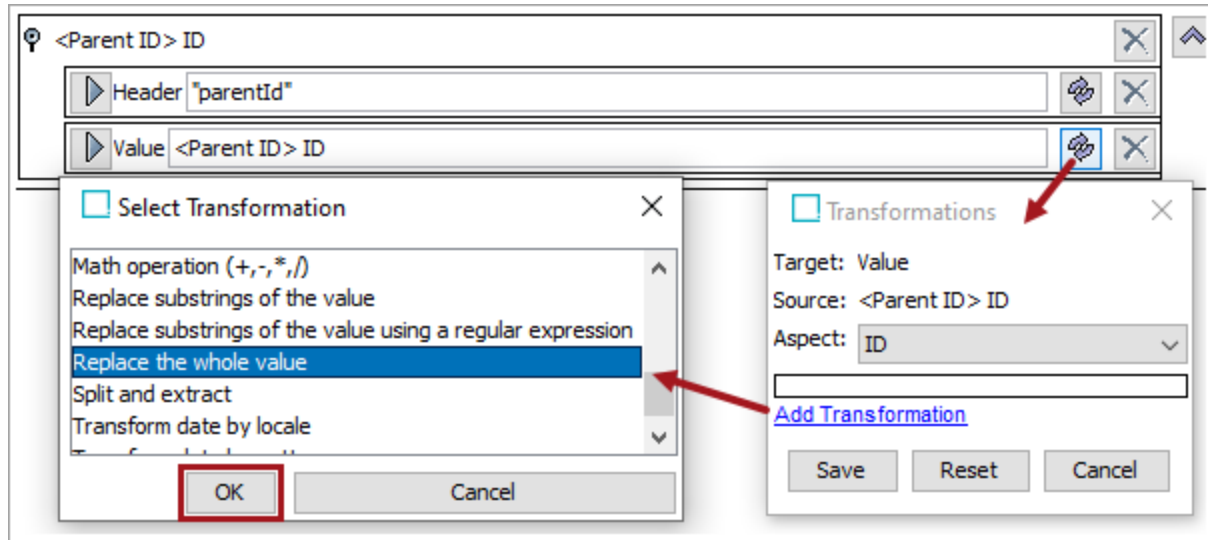 <Parent ID> ID
Header "parentId"
Value <Parent ID> ID
Select Transformation
Math operation (+,-,*,/)
Replace substrings of the value
Replace substrings of the value using a regular expression
Replace the whole value
Split and extract
Transform date by locale
OK
Cancel
Transformations
Target: Value
Source: <Parent ID> ID
Aspect: ID
Add Transformation
Save Reset Cancel